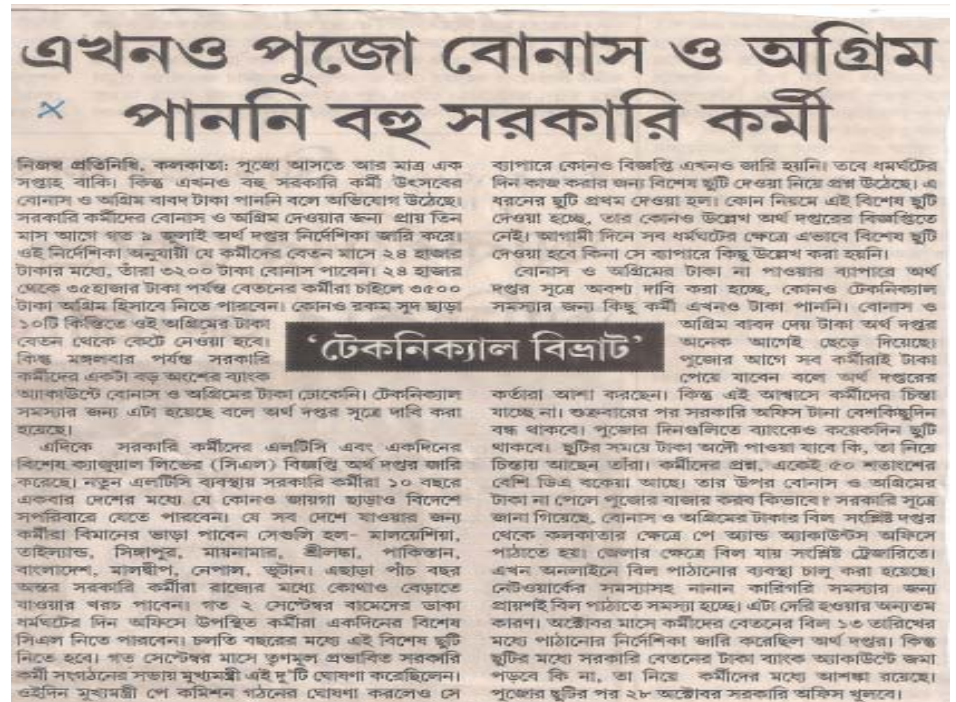 এখনও পুজো বোনাস ও অগ্রিম
পাননি বহু সরকারি কর্মী
নিজস্ব প্রতিনিধি, কলকাতা: পুজো আসতে আর মাত্র এক
সপ্তাহ বাকি। কিন্তু এখনও বহু সরকারি কর্মী উৎসবের
বোনাস ও অগ্রিম বাবদ টাকা পাননি বলে অভিযোগ উঠেছে।
সরকারি কর্মীদের বোনাস ও অগ্রিম দেওয়ার জন্য প্রায় তিন
মাস আগে গত ৯ জুলাই অর্থ দপ্তর নির্দেশিকা জারি করে।
ওই নির্দেশিকা অনুযায়ী যে কর্মীদের বেতন মাসে ২৪ হাজার
টাকার মধ্যে, তাঁরা ৩২০০ টাকা বোনাস পাবেন। ২৪ হাজার
থেকে ৩৫হাজার টাকা পর্যন্ত বেতনের কর্মীরা চাইলে ৩৫০০
টাকা অগ্রিম হিসাবে নিতে পারবেন। কোনও রকম সুদ ছাড়া
১০টি কিস্তিতে ওই অগ্রিমের টাকা
বেতন থেকে কেটে নেওয়া হবে।
কিন্তু মঙ্গলবার পর্যন্ত সরকারি
কর্মীদের একটা বড় অংশের ব্যাংক
অ্যাকাউন্টে বোনাস ও অগ্রিমের টাকা ঢোকেনি। টেকনিক্যাল
সমস্যার জন্য এটা হয়েছে বলে অর্থ দপ্তর সূত্রে দাবি করা
হয়েছে।
এদিকে সরকারি কর্মীদের এলটিসি এবং একদিনের
বিশেষ ক্যাজুয়াল লিভের (সিএল) বিজ্ঞপ্তি অর্থ দপ্তর জারি
করেছে। নতুন এলটিসি ব্যবস্থায় সরকারি কর্মীরা ১০ বছরে
একবার দেশের মধ্যে যে কোনও জায়গা ছাড়াও বিদেশে
সপরিবারে যেতে পারবেন। যে সব দেশে যাওয়ার জন্য
কর্মীরা বিমানের ভাড়া পাবেন সেগুলি হল- মালয়েশিয়া,
তাইল্যান্ড, সিঙ্গাপুর, মায়নামার, শ্রীলঙ্কা, পাকিস্তান,
বাংলাদেশ, মালদ্বীপ, নেপাল, ভুটান। এছাড়া পাঁচ বছর
অন্তর সরকারি কর্মীরা রাজ্যের মধ্যে কোথাও বেড়াতে
যাওয়ার খরচ পাবেন। গত ২ সেপ্টেম্বর বামেদের ডাকা
ধর্মঘটের দিন অফিসে উপস্থিত কর্মীরা একদিনের বিশেষ
সিএল নিতে পারবেন। চলতি বছরের মধ্যে এই বিশেষ ছুটি
নিতে হবে। গত সেপ্টেম্বর মাসে তৃণমূল প্রভাবিত সরকারি
কর্মী সংগঠনের সভায় মুখ্যমন্ত্রী এই দু'টি ঘোষণা করেছিলেন।
ওইদিন মুখ্যমন্ত্রী পে কমিশন গঠনের ঘোষণা করলেও সে
ব্যাপারে কোনও বিজ্ঞপ্তি এখনও জারি হয়নি। তবে ধমর্ঘটের
দিন কাজ করার জন্য বিশেষ ছুটি দেওয়া নিয়ে প্রশ্ন উঠেছে। এ
ধরনের ছুটি প্রথম দেওয়া হল। কোন নিয়মে এই বিশেষ ছুটি
দেওয়া হচ্ছে, তার কোনও উল্লেখ অর্থ দপ্তরের বিজ্ঞপ্তিতে
নেই। আগামী দিনে সব ধর্মঘটের ক্ষেত্রে এভাবে বিশেষ ছুটি
দেওয়া হবে কিনা সে ব্যাপারে কিছু উল্লেখ করা হয়নি।
বোনাস ও অগ্রিমের টাকা না পাওয়ার ব্যাপারে অর্থ
দপ্তর সূত্রে অবশ্য দাবি করা হচ্ছে, কোনও টেকনিক্যাল
সমস্যার জন্য কিছু কর্মী এখনও টাকা পাননি। বোনাস ও
অগ্রিম বাবদ দেয় টাকা অর্থ দপ্তর
অনেক আগেই ছেড়ে দিয়েছে।
পুজোর আগে সব কর্মীরাই টাকা
পেয়ে যাবেন বলে অর্থ দপ্তরের
কর্তারা আশা করছেন। কিন্তু এই আশ্বাসে কর্মীদের চিন্তা
যাচ্ছে না। শুক্রবারের পর সরকারি অফিস টানা বেশকিছুদিন
বন্ধ থাকবে। পুজোর দিনগুলিতে ব্যাংকেও কয়েকদিন ছুটি
থাকবে। ছুটির সময়ে টাকা আদৌ পাওয়া যাবে কি, তা নিয়ে
চিন্তায় আছেন তাঁরা। কর্মীদের প্রশ্ন, একেই ৫০ শতাংশের
বেশি ডিএ বকেয়া আছে। তার উপর বোনাস ও অগ্রিমের
টাকা না পেলে পুজোর বাজার করব কিভাবে? সরকারি সূত্রে
জানা গিয়েছে, বোনাস ও অগ্রিমের টাকার বিল সংশ্লিষ্ট দপ্তর
থেকে কলকাতার ক্ষেত্রে পে অ্যান্ড অ্যাকাউন্টস অফিসে
পাঠাতে হয়। জেলার ক্ষেত্রে বিল যায় সংশ্লিষ্ট ট্রেজারিতে।
এখন অনলাইনে বিল পাঠানোর ব্যবস্থা চালু করা হয়েছে।
নেটওয়ার্কের সমস্যাসহ নানান কারিগরি সমস্যার জন্য
প্রায়শই বিল পাঠাতে সমস্যা হচ্ছে। এটা দেরি হওয়ার অন্যতম
কারণ। অক্টোবর মাসে কর্মীদের বেতনের বিল ১৩ তারিখের
মধ্যে পাঠানোর নির্দেশিকা জারি করেছিল অর্থ দপ্তর। কিন্তু
ছুটির মধ্যে সরকারি বেতনের টাকা ব্যাংক অ্যাকাউন্টে জমা
পড়বে কি না, তা নিয়ে কর্মীদের মধ্যে আশঙ্কা রয়েছে।
পুজোর ছুটির পর ২৮ অক্টোবর সরকারি অফিস খুলবে।
'টেকনিক্যাল বিভ্রাট'